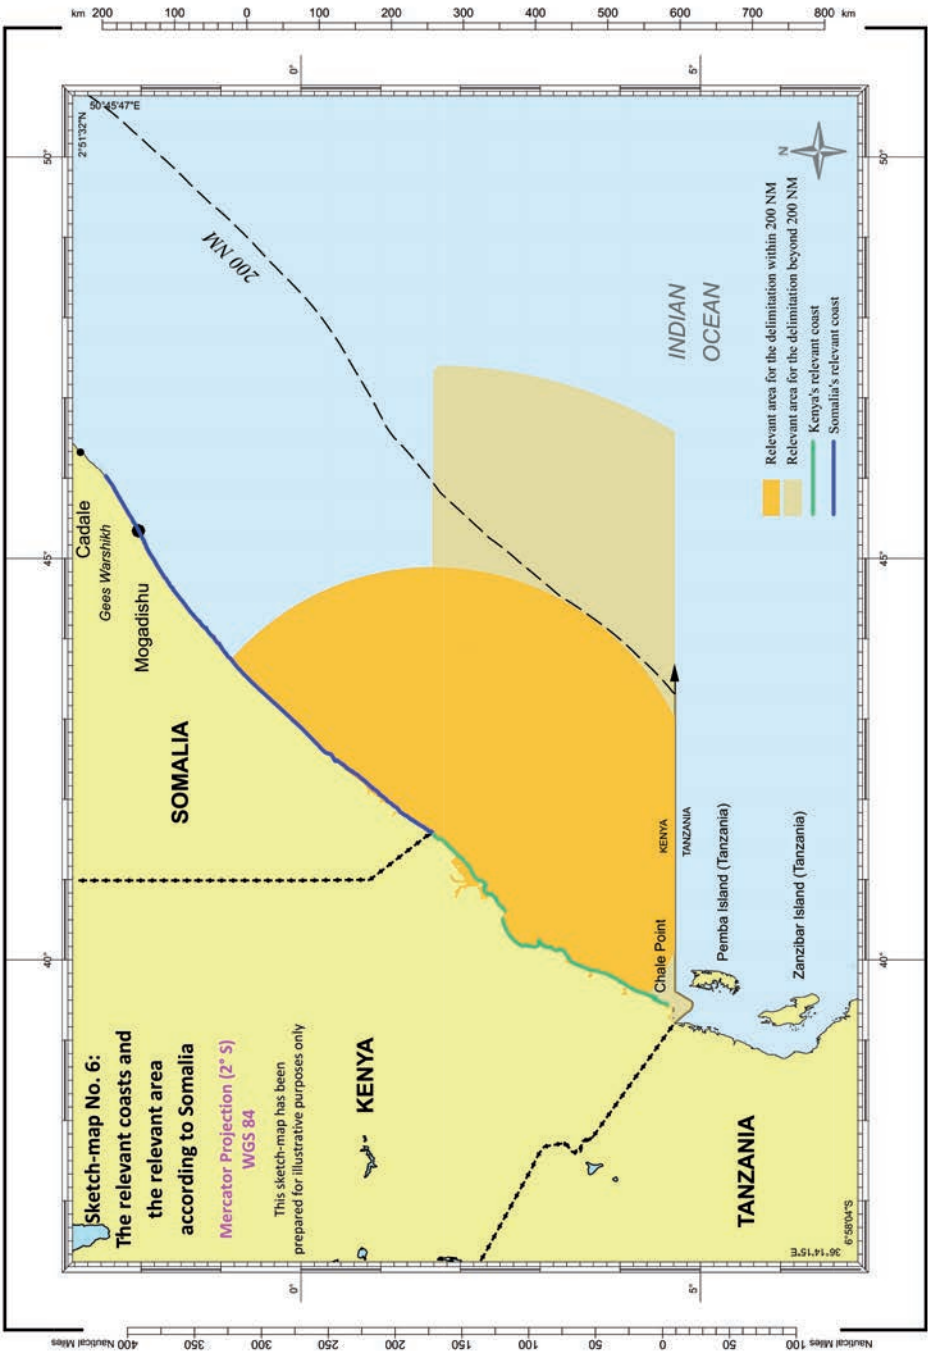 Sketch-map No. 6:
The relevant coasts and
the relevant area
according to Somalia
Mercator Projection (2° S)
WGS 84
This sketch-map has been
prepared for illustrative purposes only
200
100
0
100
200
300
400
500
600
700
800
km
km
0°
5°
50°45'47"E
2°51'32"N
50°
50°
45°
45°
40°
40°
200 NM
Cadale
Gees Warshikh
Mogadishu
SOMALIA
KENYA
TANZANIA
INDIAN
OCEAN
N
Relevant area for the delimitation within 200 NM
Relevant area for the delimitation beyond 200 NM
Kenya's relevant coast
Somalia's relevant coast
KENYA
TANZANIA
Chale Point
Pemba Island (Tanzania)
Zanzibar Island (Tanzania)
36°14'15"E
6°58'04"S
0°
5°
Nautical Miles
400
350
300
250
200
150
100
50
0
50
100
Nautical Miles